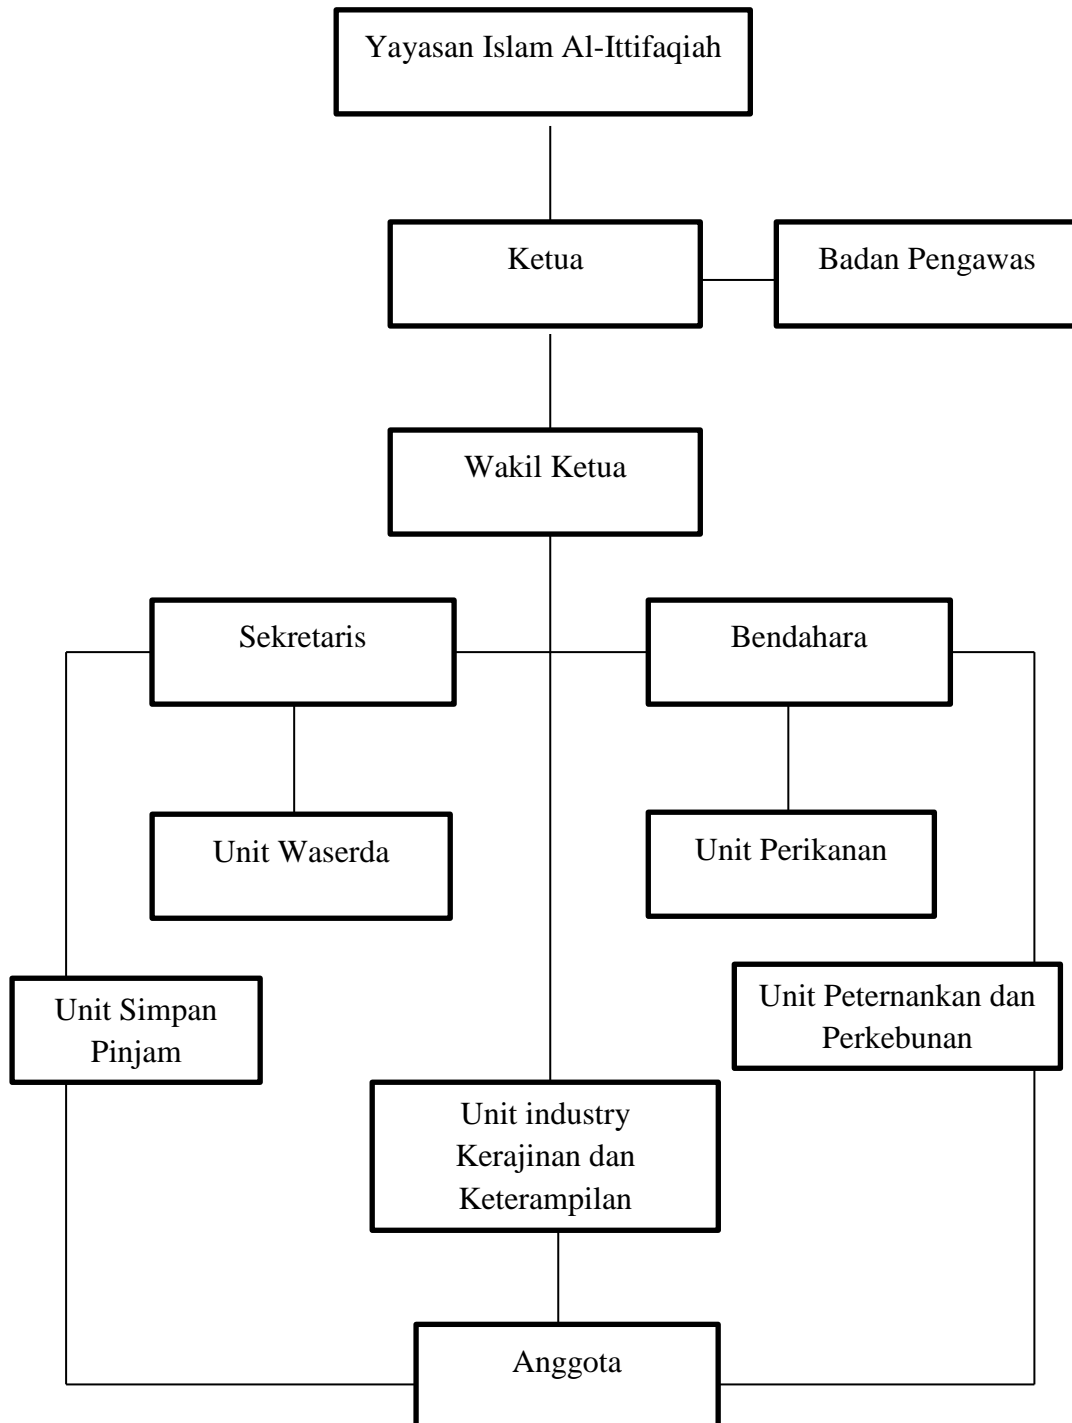 Yayasan Islam Al-Ittifaqiah
Ketua
Badan Pengawas
Wakil Ketua
Sekretaris
Bendahara
Unit Waserda
Unit Perikanan
Unit Simpan
Pinjam
Unit Peternankan dan
Perkebunan
Unit industry
Kerajinan dan
Keterampilan
Anggota